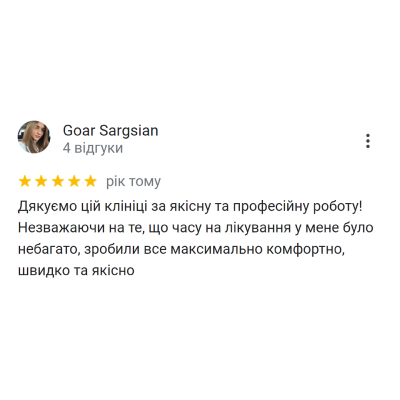 Goar Sargsian
4 відгуки
рік тому
Дякуємо цій клініці за якісну та професійну роботу!
Незважаючи на те, що часу на лікування у мене було
небагато, зробили все максимально комфортно,
швидко та якісно